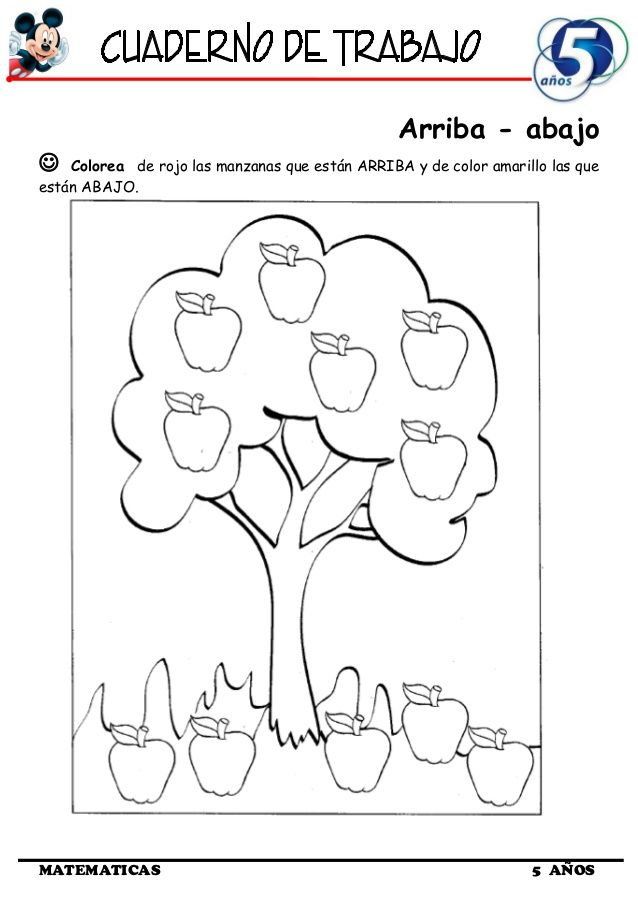 CUADERNO DE TRABAJO
5
años
Arriba - abajo
Colorea de rojo las manzanas que están ARRIBA y de color amarillo las que
están ABAJO.
MATEMATICAS 5 AÑOS